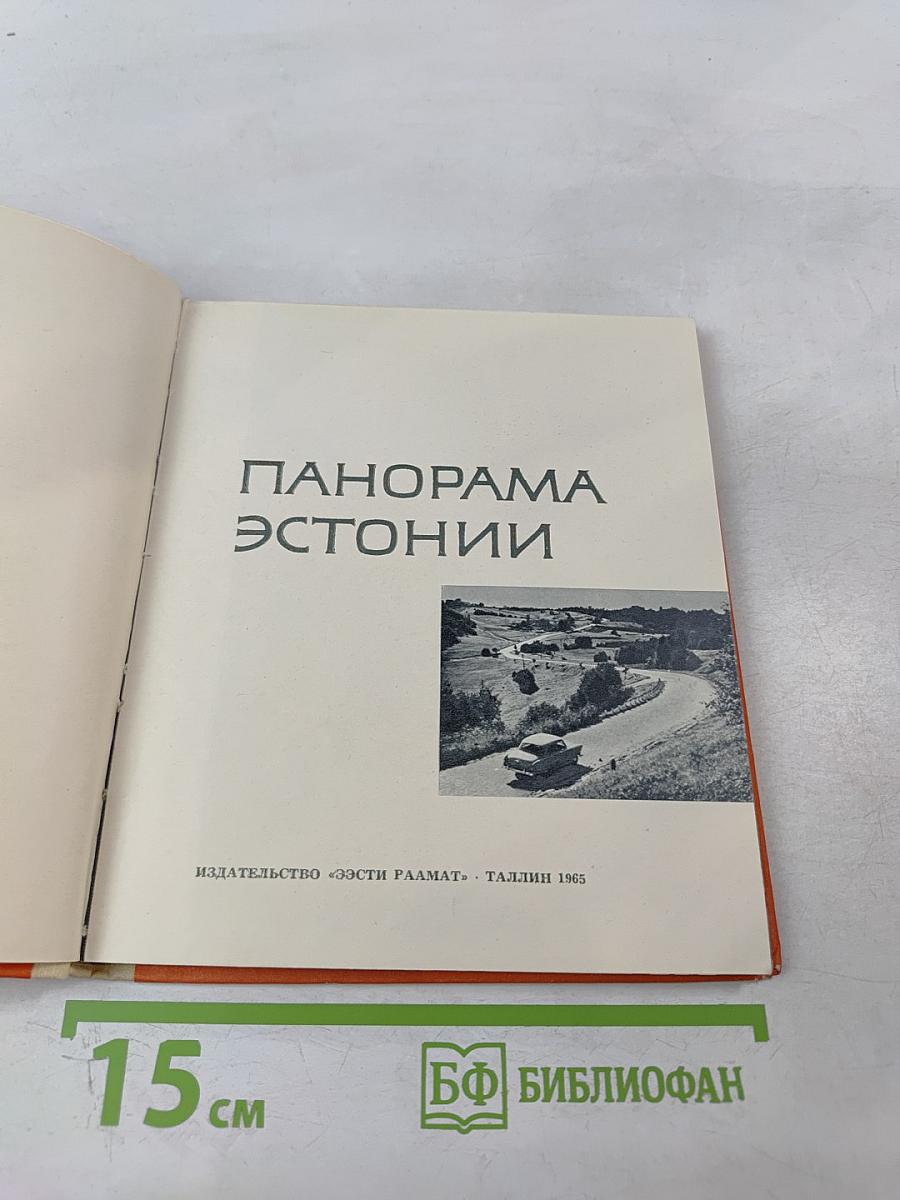 ПАНОРАМА
ЭСТОНИИ
ИЗДАТЕЛЬСТВО «ЭЭСТИ РААМАТ» · ТАЛЛИН 1965
15 см
БФ БИБЛИОФАН